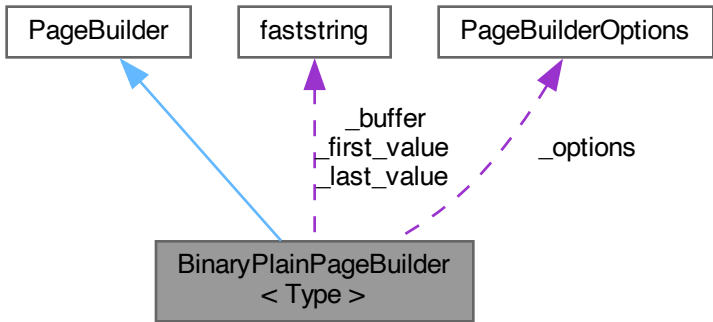 PageBuilder
faststring
PageBuilderOptions
_buffer
_first_value
_last_value
_options
BinaryPlainPageBuilder
< Type >